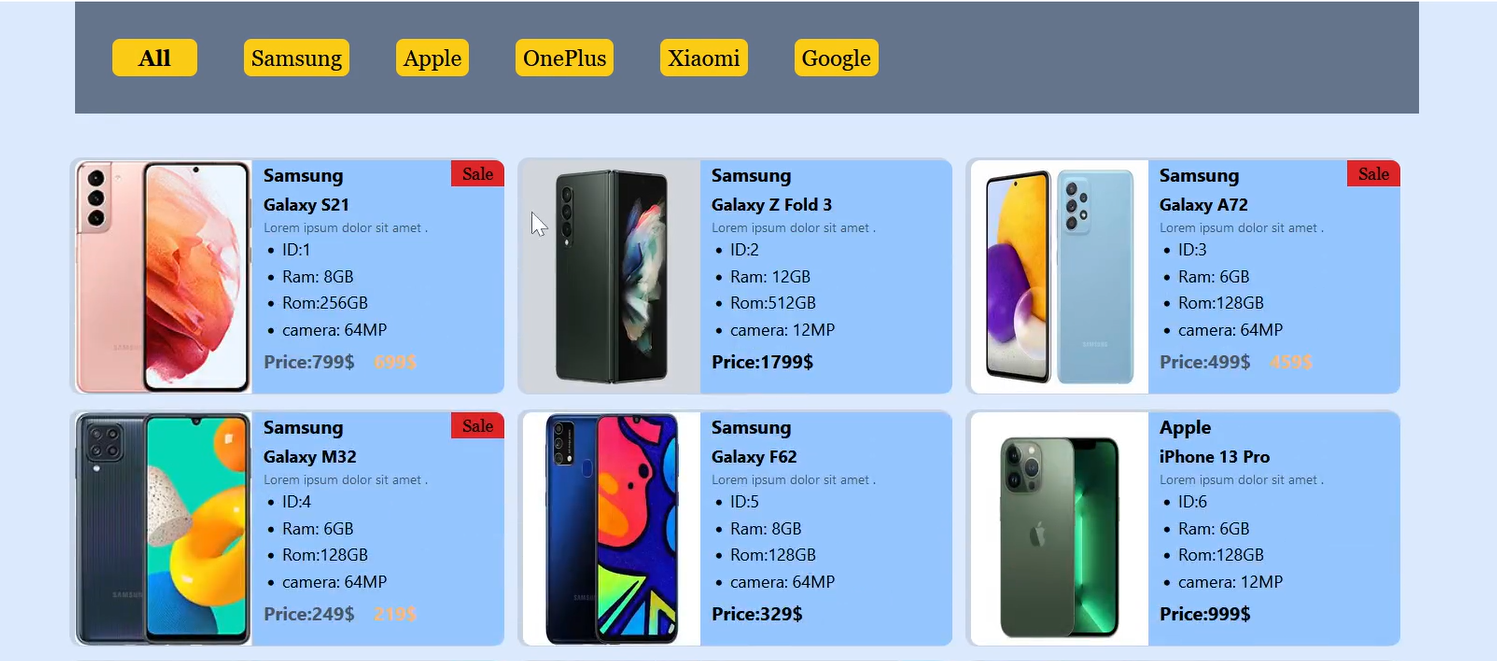 All
Samsung
Apple
OnePlus
Xiaomi
Google
Samsung
Sale
Galaxy S21
Lorem ipsum dolor sit amet .
• ID:1
• Ram: 8GB
• Rom:256GB
• camera: 64MP
Price:799$ 699$
Samsung
Galaxy Z Fold 3
Lorem ipsum dolor sit amet .
• ID:2
• Ram: 12GB
• Rom:512GB
• camera: 12MP
Price:1799$
Samsung
Sale
Galaxy A72
Lorem ipsum dolor sit amet .
• ID:3
• Ram: 6GB
• Rom:128GB
• camera: 64MP
Price:499$ 459$
SAMSUNG
Samsung
Sale
Galaxy M32
Lorem ipsum dolor sit amet .
• ID:4
• Ram: 6GB
• Rom:128GB
• camera: 64MP
Price:249$ 219$
Samsung
Galaxy F62
Lorem ipsum dolor sit amet .
• ID:5
• Ram: 8GB
• Rom:128GB
• camera: 64MP
Price:329$
Apple
iPhone 13 Pro
Lorem ipsum dolor sit amet .
• ID:6
• Ram: 6GB
• Rom:128GB
• camera: 12MP
Price:999$